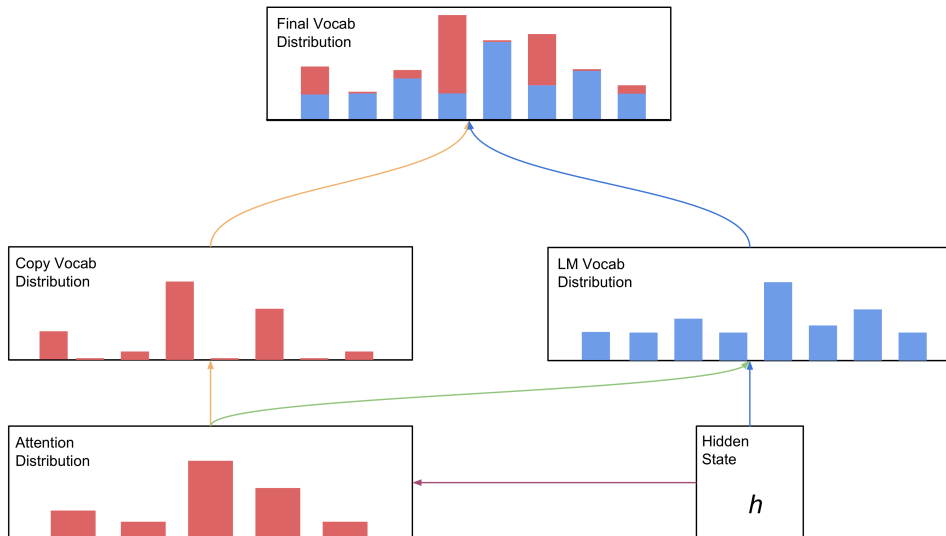 Final Vocab
Distribution
Copy Vocab
Distribution
LM Vocab
Distribution
Attention
Distribution
Hidden
State
h